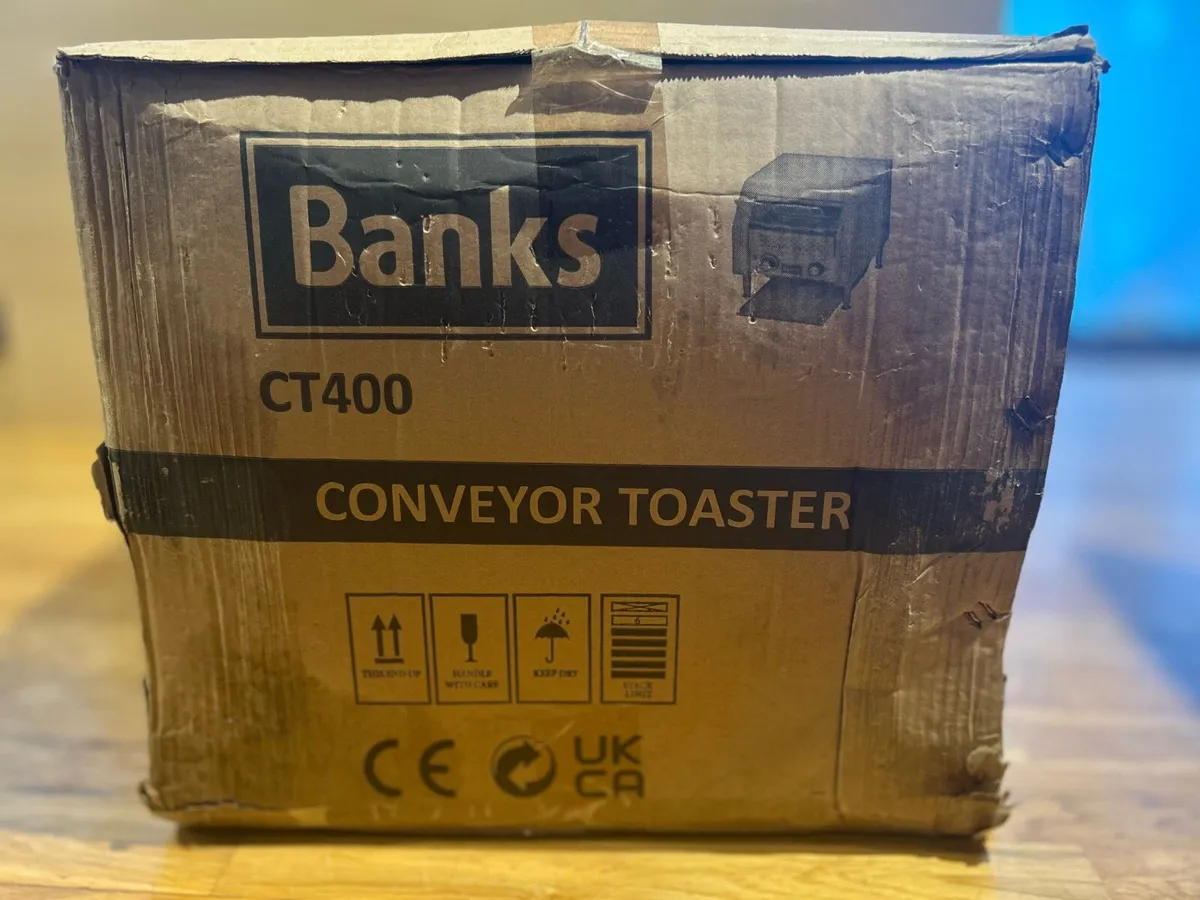 Banks
CT400
CONVEYOR TOASTER
THIS END UP
HANDLE
WITH CARE
KEEP DRY
6
STACK
LIMIT
CE
UK
CA